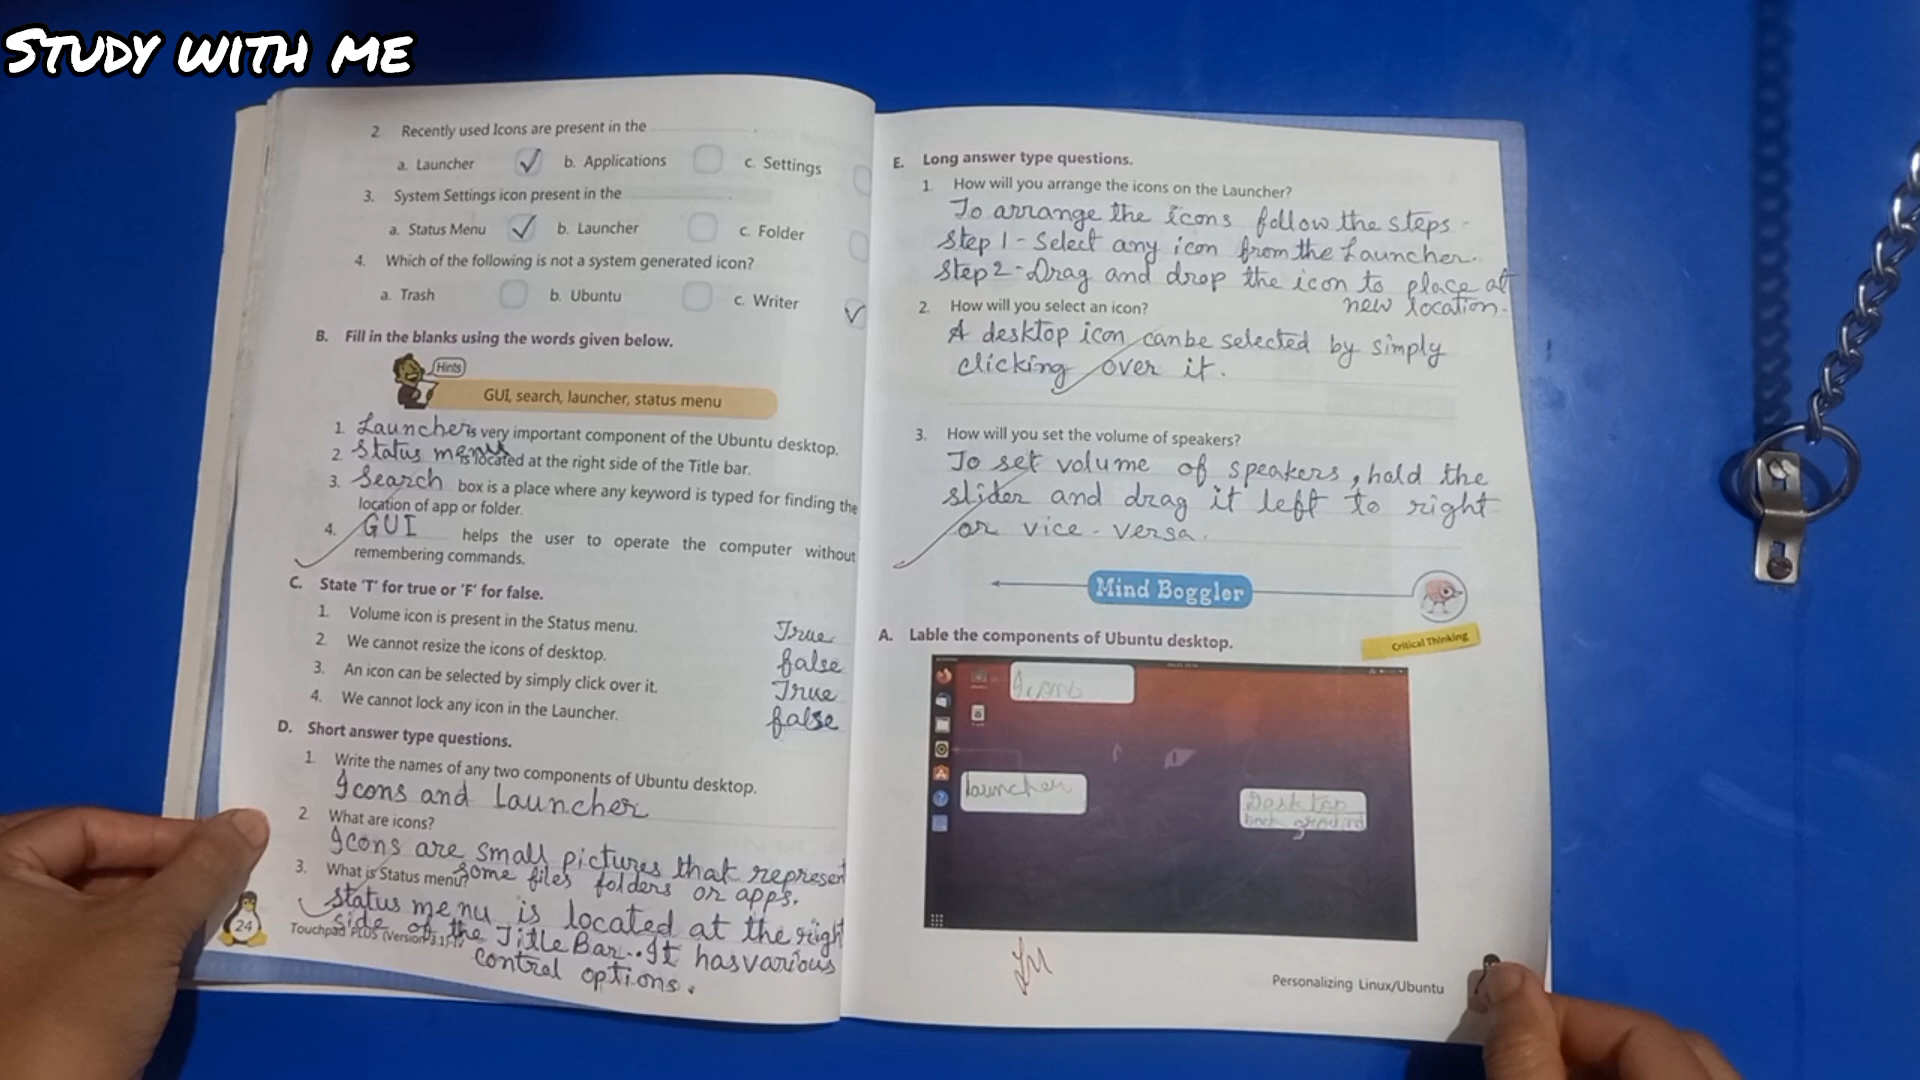 STUDY WITH ME
2. Recently used Icons are present in the
a. Launcher ✓ b. Applications c. Settings
3. System Settings icon present in the
a. Status Menu ✓ b. Launcher c. Folder
4. Which of the following is not a system generated icon?
a. Trash b. Ubuntu c. Writer ✓
B. Fill in the blanks using the words given below.
Hints
GUI, search, launcher, status menu
1. Launcher is very important component of the Ubuntu desktop.
2. Status menu is located at the right side of the Title bar.
3. Search box is a place where any keyword is typed for finding the
location of app or folder.
4. GUI helps the user to operate the computer without
remembering commands.
C. State 'T' for true or 'F' for false.
1. Volume icon is present in the Status menu. True
2. We cannot resize the icons of desktop. false
3. An icon can be selected by simply click over it. True
4. We cannot lock any icon in the Launcher. false
D. Short answer type questions.
1. Write the names of any two components of Ubuntu desktop.
Icons and Launcher
2. What are icons?
Icons are small pictures that represent
some files folders or apps.
3. What is Status menu?
status menu is located at the right
side of the Title Bar.. It has various
control options.
24
Touchpad PLUS (Version 3.1)-IV
E. Long answer type questions.
1. How will you arrange the icons on the Launcher?
To arrange the icons follow the steps -
Step 1 - Select any icon from the Launcher.
Step 2 - Drag and drop the icon to place at
new location.
2. How will you select an icon?
A desktop icon can be selected by simply
clicking over it.
3. How will you set the volume of speakers?
To set volume of speakers, hold the
slider and drag it left to right
or vice-versa.
Mind Boggler
Critical Thinking
A. Lable the components of Ubuntu desktop.
Icons
Launcher
Desktop
back ground
Personalizing Linux/Ubuntu